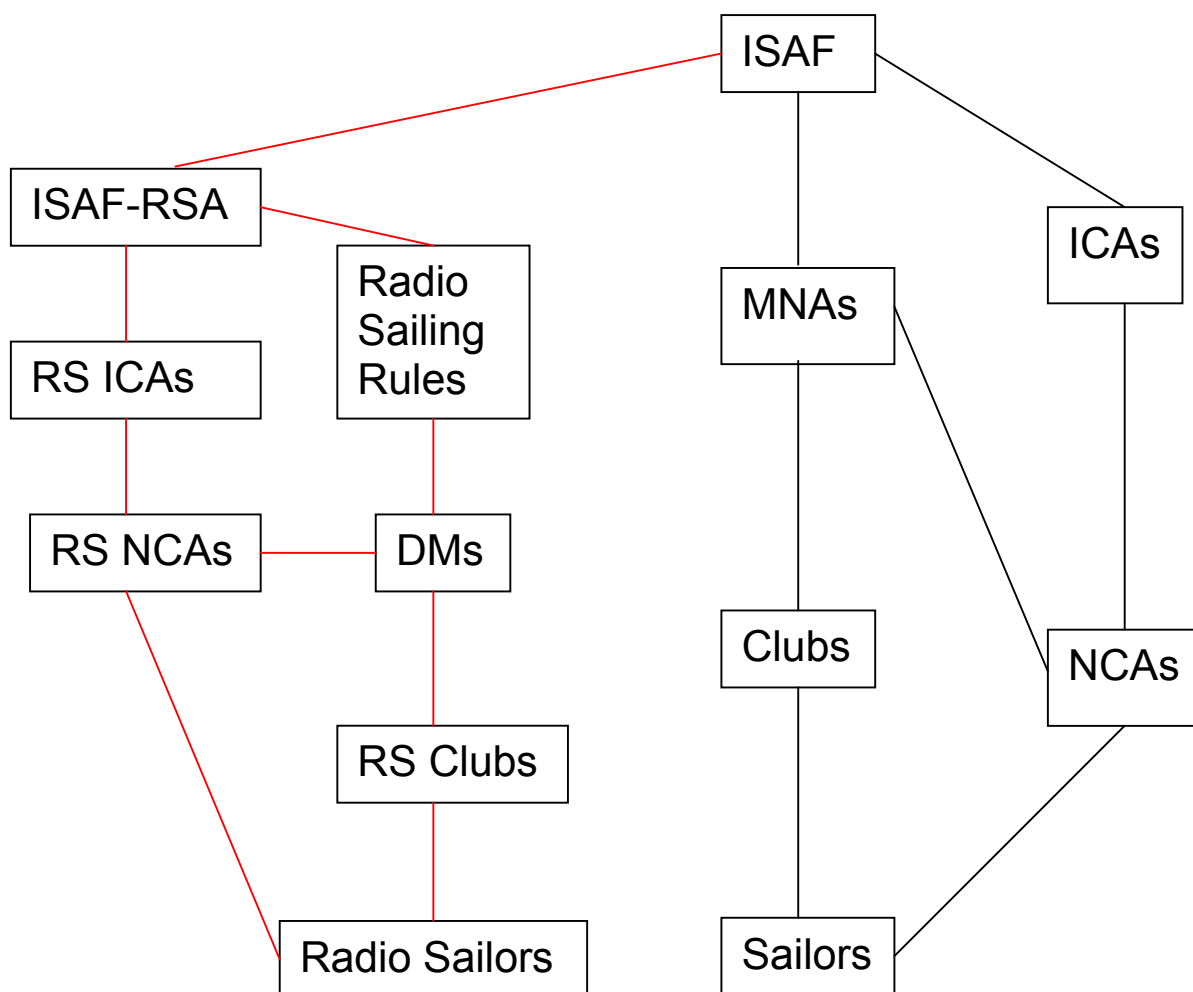 ISAF
ISAF-RSA
ICAs
Radio
Sailing
Rules
MNAs
RS ICAs
RS NCAs
DMs
Clubs
NCAs
RS Clubs
Radio Sailors
Sailors